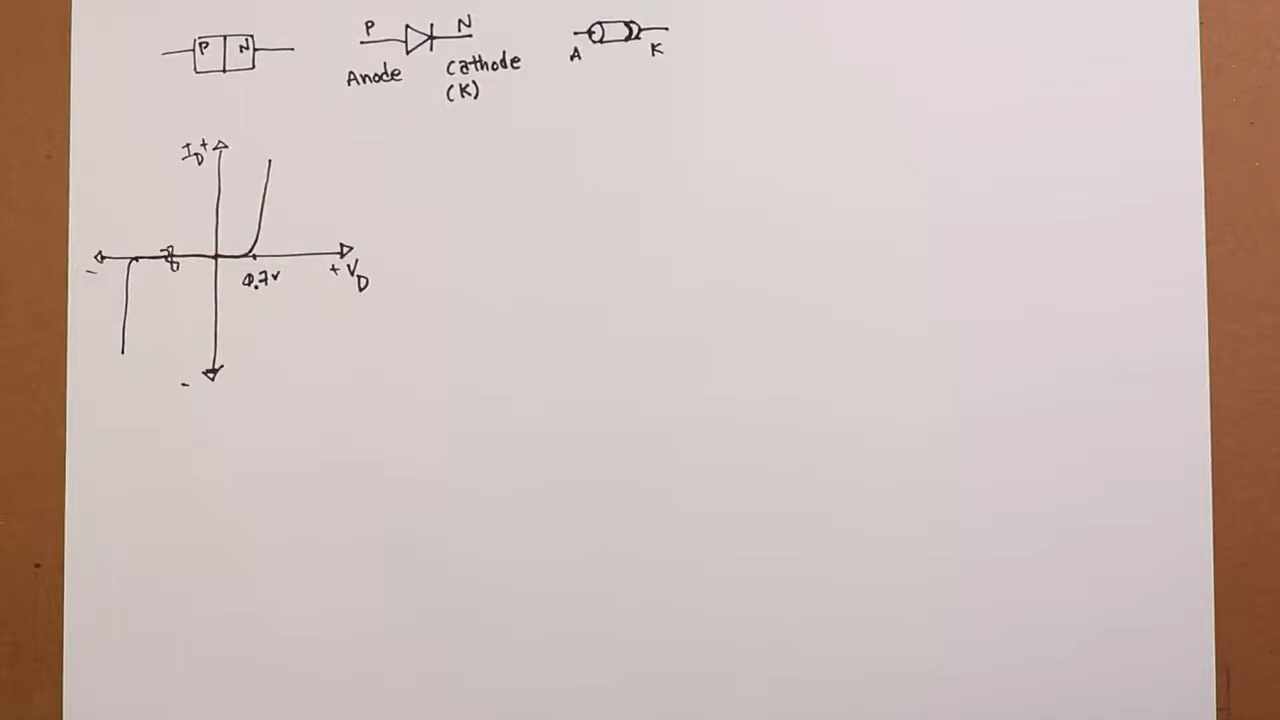 P N
P N
Anode Cathode
(K)
A K
I_D +
-
0.7v
+ V_D
-